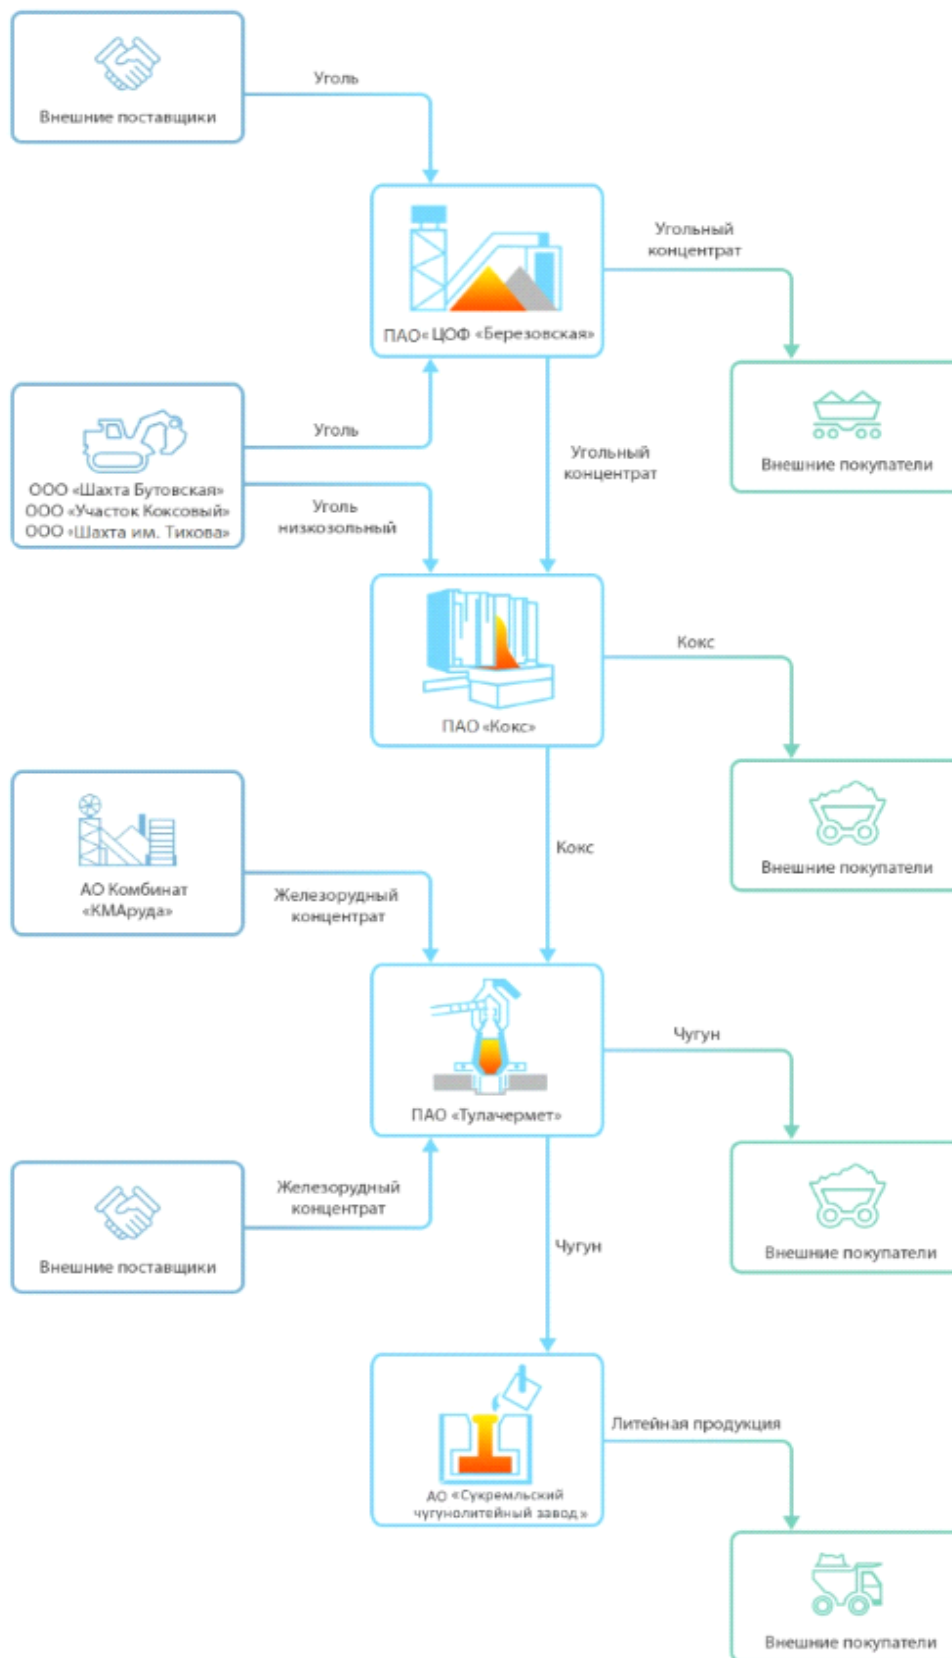 Уголь
Внешние поставщики
Угольный
концентрат
ПАО« ЦОФ «Березовская»
Уголь
Угольный
концентрат
Внешние покупатели
ООО «Шахта Бутовская»
ООО «Участок Коксовый»
ООО «Шахта им. Тихова»
Уголь
низкозольный
Кокс
ПАО «Кокс»
Кокс
АО Комбинат
«КМАруда»
Железорудный
концентрат
Внешние покупатели
Чугун
ПАО «Тулачермет»
Железорудный
концентрат
Внешние поставщики
Чугун
Внешние покупатели
Литейная продукция
АО «Сукремльский
чугунолитейный завод»
Внешние покупатели